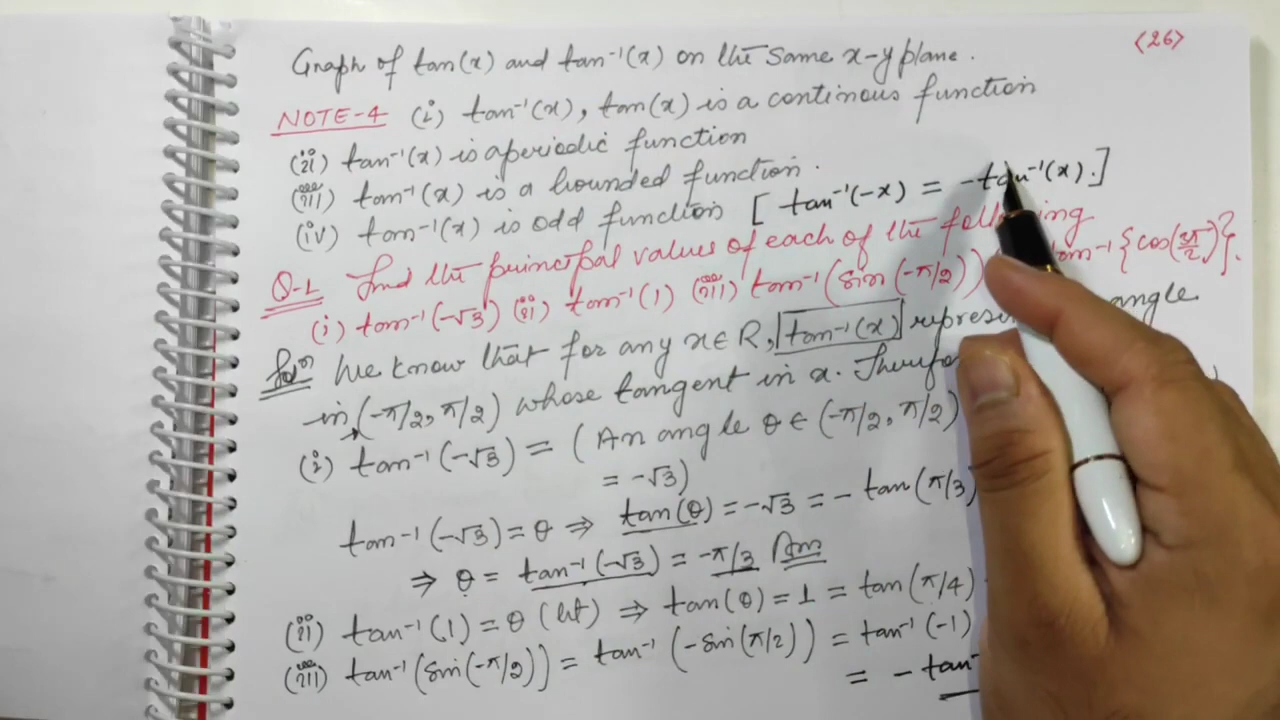 <26>
Graph of tan(x) and tan⁻¹(x) on the same x-y plane.
NOTE-4 (i) tan⁻¹(x), tan(x) is a continous function
(ii) tan⁻¹(x) is aperiodic function
(iii) tan⁻¹(x) is a bounded function.
(iv) tan⁻¹(x) is odd function [tan⁻¹(-x) = -tan⁻¹(x).]
Q-1 find the principal values of each of the following
(i) tan⁻¹(-√3) (ii) tan⁻¹(1) (iii) tan⁻¹(sin(-π/2)) tan⁻¹{cos(3π/2)}.
Solⁿ We know that for any x∈R, tan⁻¹(x) represen angle
in (-π/2, π/2) whose tangent in x. Therefo
(i) tan⁻¹(-√3) = (An angle θ ∈ (-π/2, π/2)
= -√3)
tan⁻¹(-√3) = θ ⇒ tan(θ) = -√3 = - tan(π/3)
⇒ θ = tan⁻¹(-√3) = -π/3 Ans
(ii) tan⁻¹(1) = θ (let) ⇒ tan(θ) = 1 = tan(π/4)
(iii) tan⁻¹(sin(-π/2)) = tan⁻¹(-sin(π/2)) = tan⁻¹(-1)
= - tan⁻